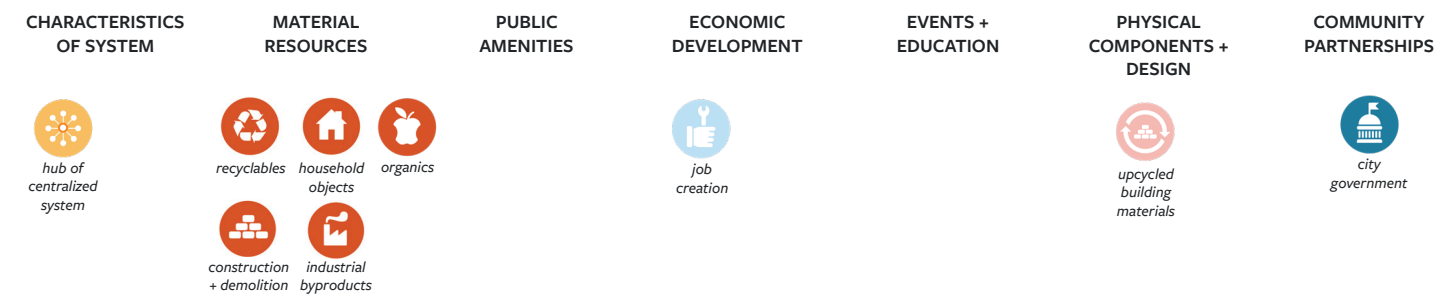 CHARACTERISTICS
OF SYSTEM
MATERIAL
RESOURCES
PUBLIC
AMENITIES
ECONOMIC
DEVELOPMENT
EVENTS +
EDUCATION
PHYSICAL
COMPONENTS +
DESIGN
COMMUNITY
PARTNERSHIPS
hub of
centralized
system
recyclables
household
objects
organics
construction
+ demolition
industrial
byproducts
job
creation
upcycled
building
materials
city
government